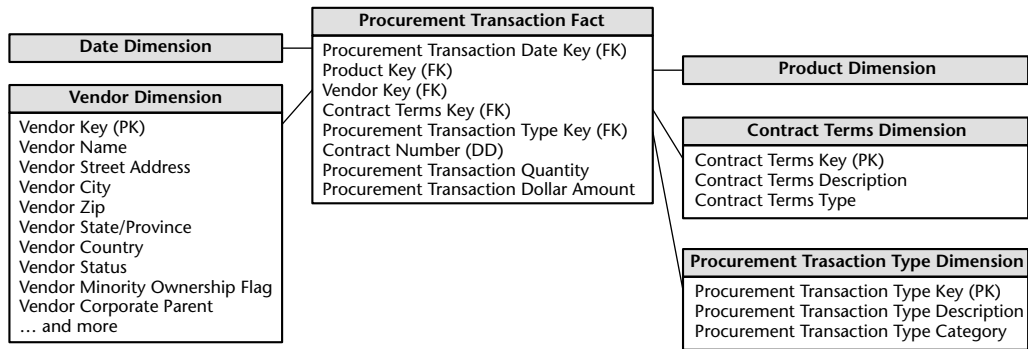 Date Dimension
Vendor Dimension
Vendor Key (PK)
Vendor Name
Vendor Street Address
Vendor City
Vendor Zip
Vendor State/Province
Vendor Country
Vendor Status
Vendor Minority Ownership Flag
Vendor Corporate Parent
… and more
Procurement Transaction Fact
Procurement Transaction Date Key (FK)
Product Key (FK)
Vendor Key (FK)
Contract Terms Key (FK)
Procurement Transaction Type Key (FK)
Contract Number (DD)
Procurement Transaction Quantity
Procurement Transaction Dollar Amount
Product Dimension
Contract Terms Dimension
Contract Terms Key (PK)
Contract Terms Description
Contract Terms Type
Procurement Trasaction Type Dimension
Procurement Transaction Type Key (PK)
Procurement Transaction Type Description
Procurement Transaction Type Category